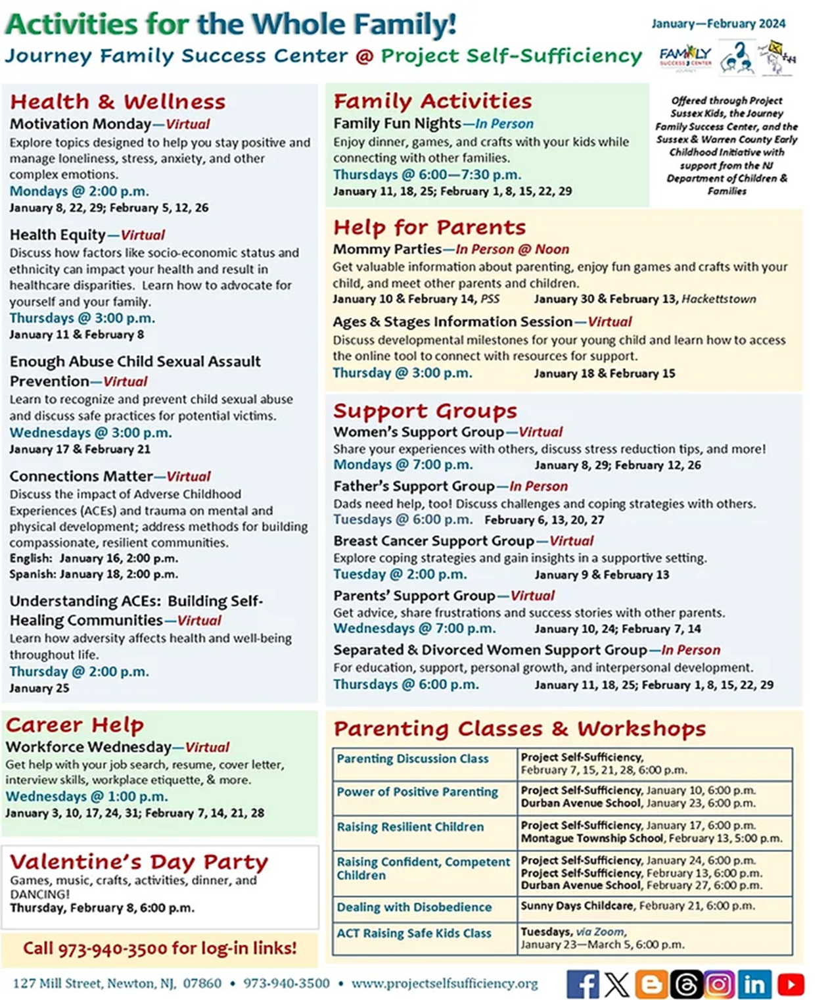 Activities for the Whole Family!
January—February 2024
Journey Family Success Center @ Project Self-Sufficiency
FAMILY
SUCCESS CENTER
JOURNEY
Health & Wellness
Motivation Monday—Virtual
Explore topics designed to help you stay positive and
manage loneliness, stress, anxiety, and other
complex emotions.
Mondays @ 2:00 p.m.
January 8, 22, 29; February 5, 12, 26
Health Equity—Virtual
Discuss how factors like socio-economic status and
ethnicity can impact your health and result in
healthcare disparities.  Learn how to advocate for
yourself and your family.
Thursdays @ 3:00 p.m.
January 11 & February 8
Enough Abuse Child Sexual Assault
Prevention—Virtual
Learn to recognize and prevent child sexual abuse
and discuss safe practices for potential victims.
Wednesdays @ 3:00 p.m.
January 17 & February 21
Connections Matter—Virtual
Discuss the impact of Adverse Childhood
Experiences (ACEs) and trauma on mental and
physical development; address methods for building
compassionate, resilient communities.
English:  January 16, 2:00 p.m.
Spanish: January 18, 2:00 p.m.
Understanding ACEs:  Building Self-
Healing Communities—Virtual
Learn how adversity affects health and well-being
throughout life.
Thursday @ 2:00 p.m.
January 25
Career Help
Workforce Wednesday—Virtual
Get help with your job search, resume, cover letter,
interview skills, workplace etiquette, & more.
Wednesdays @ 1:00 p.m.
January 3, 10, 17, 24, 31; February 7, 14, 21, 28
Valentine's Day Party
Games, music, crafts, activities, dinner, and
DANCING!
Thursday, February 8, 6:00 p.m.
Call 973-940-3500 for log-in links!
Family Activities
Family Fun Nights—In Person
Enjoy dinner, games, and crafts with your kids while
connecting with other families.
Thursdays @ 6:00—7:30 p.m.
January 11, 18, 25; February 1, 8, 15, 22, 29
Offered through Project
Sussex Kids, the Journey
Family Success Center, and the
Sussex & Warren County Early
Childhood Initiative with
support from the NJ
Department of Children &
Families
Help for Parents
Mommy Parties—In Person @ Noon
Get valuable information about parenting, enjoy fun games and crafts with your
child, and meet other parents and children.
January 10 & February 14, PSS January 30 & February 13, Hackettstown
Ages & Stages Information Session—Virtual
Discuss developmental milestones for your young child and learn how to access
the online tool to connect with resources for support.
Thursday @ 3:00 p.m. January 18 & February 15
Support Groups
Women's Support Group—Virtual
Share your experiences with others, discuss stress reduction tips, and more!
Mondays @ 7:00 p.m. January 8, 29; February 12, 26
Father's Support Group—In Person
Dads need help, too! Discuss challenges and coping strategies with others.
Tuesdays @ 6:00 p.m. February 6, 13, 20, 27
Breast Cancer Support Group—Virtual
Explore coping strategies and gain insights in a supportive setting.
Tuesday @ 2:00 p.m. January 9 & February 13
Parents' Support Group—Virtual
Get advice, share frustrations and success stories with other parents.
Wednesdays @ 7:00 p.m. January 10, 24; February 7, 14
Separated & Divorced Women Support Group—In Person
For education, support, personal growth, and interpersonal development.
Thursdays @ 6:00 p.m. January 11, 18, 25; February 1, 8, 15, 22, 29
Parenting Classes & Workshops
Parenting Discussion Class
Project Self-Sufficiency,
February 7, 15, 21, 28, 6:00 p.m.
Power of Positive Parenting
Project Self-Sufficiency, January 10, 6:00 p.m.
Durban Avenue School, January 23, 6:00 p.m.
Raising Resilient Children
Project Self-Sufficiency, January 17, 6:00 p.m.
Montague Township School, February 13, 5:00 p.m.
Raising Confident, Competent
Children
Project Self-Sufficiency, January 24, 6:00 p.m.
Project Self-Sufficiency, February 13, 6:00 p.m.
Durban Avenue School, February 27, 6:00 p.m.
Dealing with Disobedience
Sunny Days Childcare, February 21, 6:00 p.m.
ACT Raising Safe Kids Class
Tuesdays, via Zoom,
January 23—March 5, 6:00 p.m.
127 Mill Street, Newton, NJ,  07860 • 973-940-3500 • www.projectselfsufficiency.org